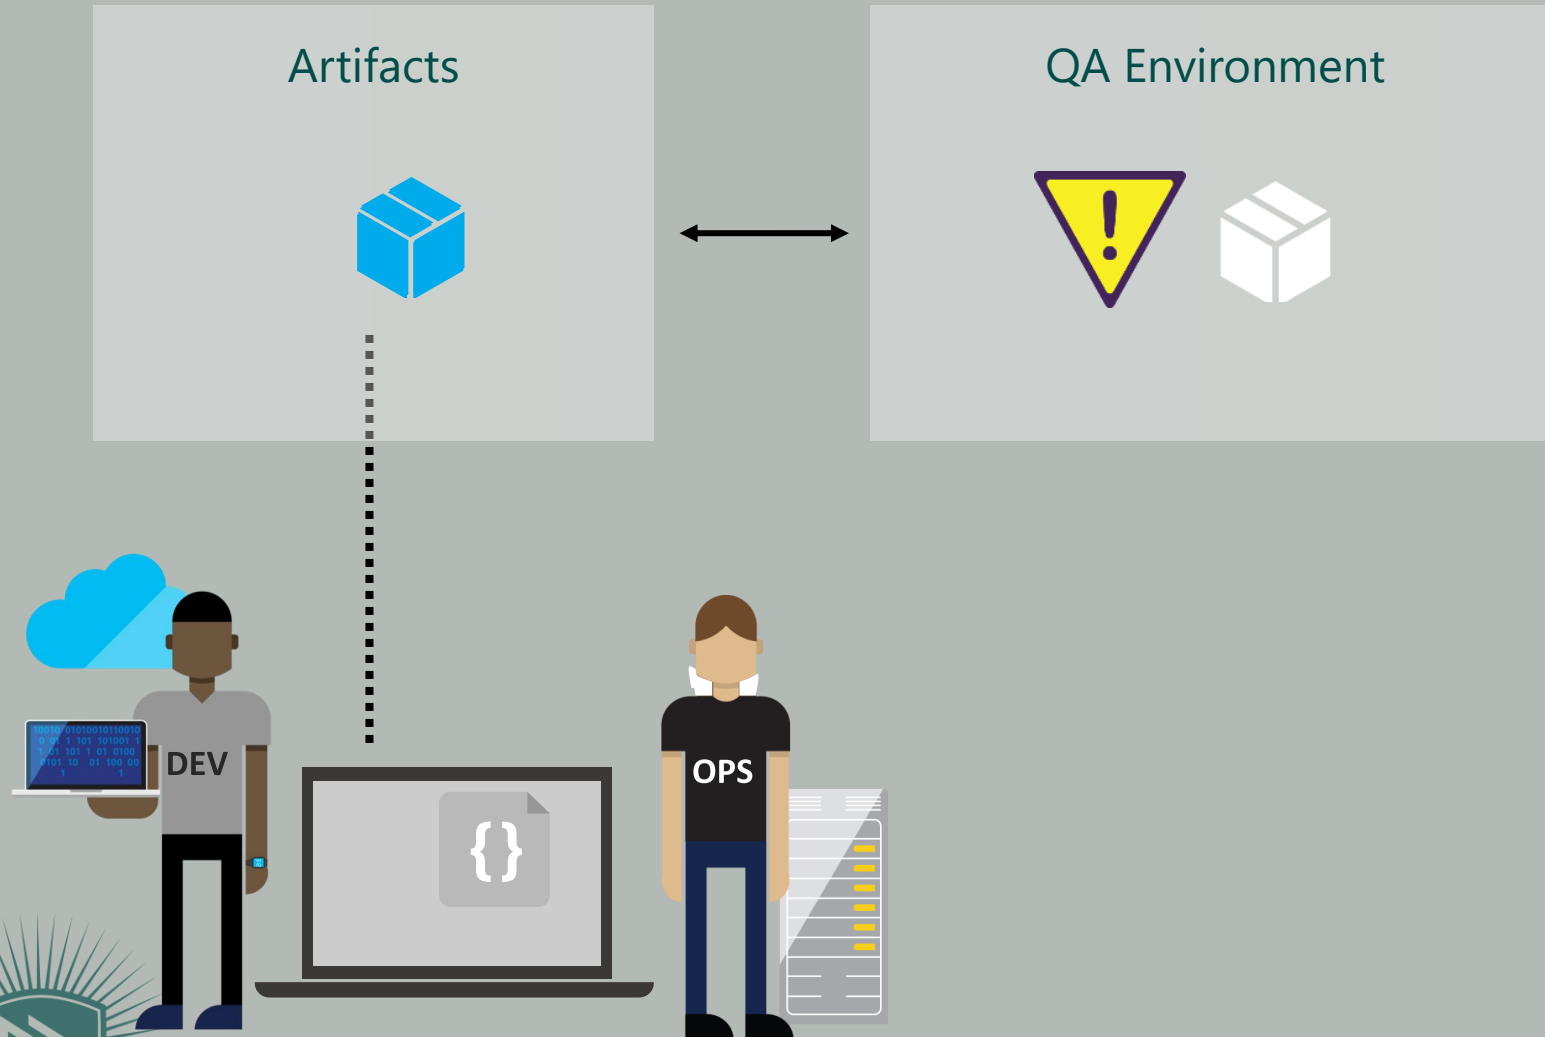 Artifacts
QA Environment
DEV
{}
OPS